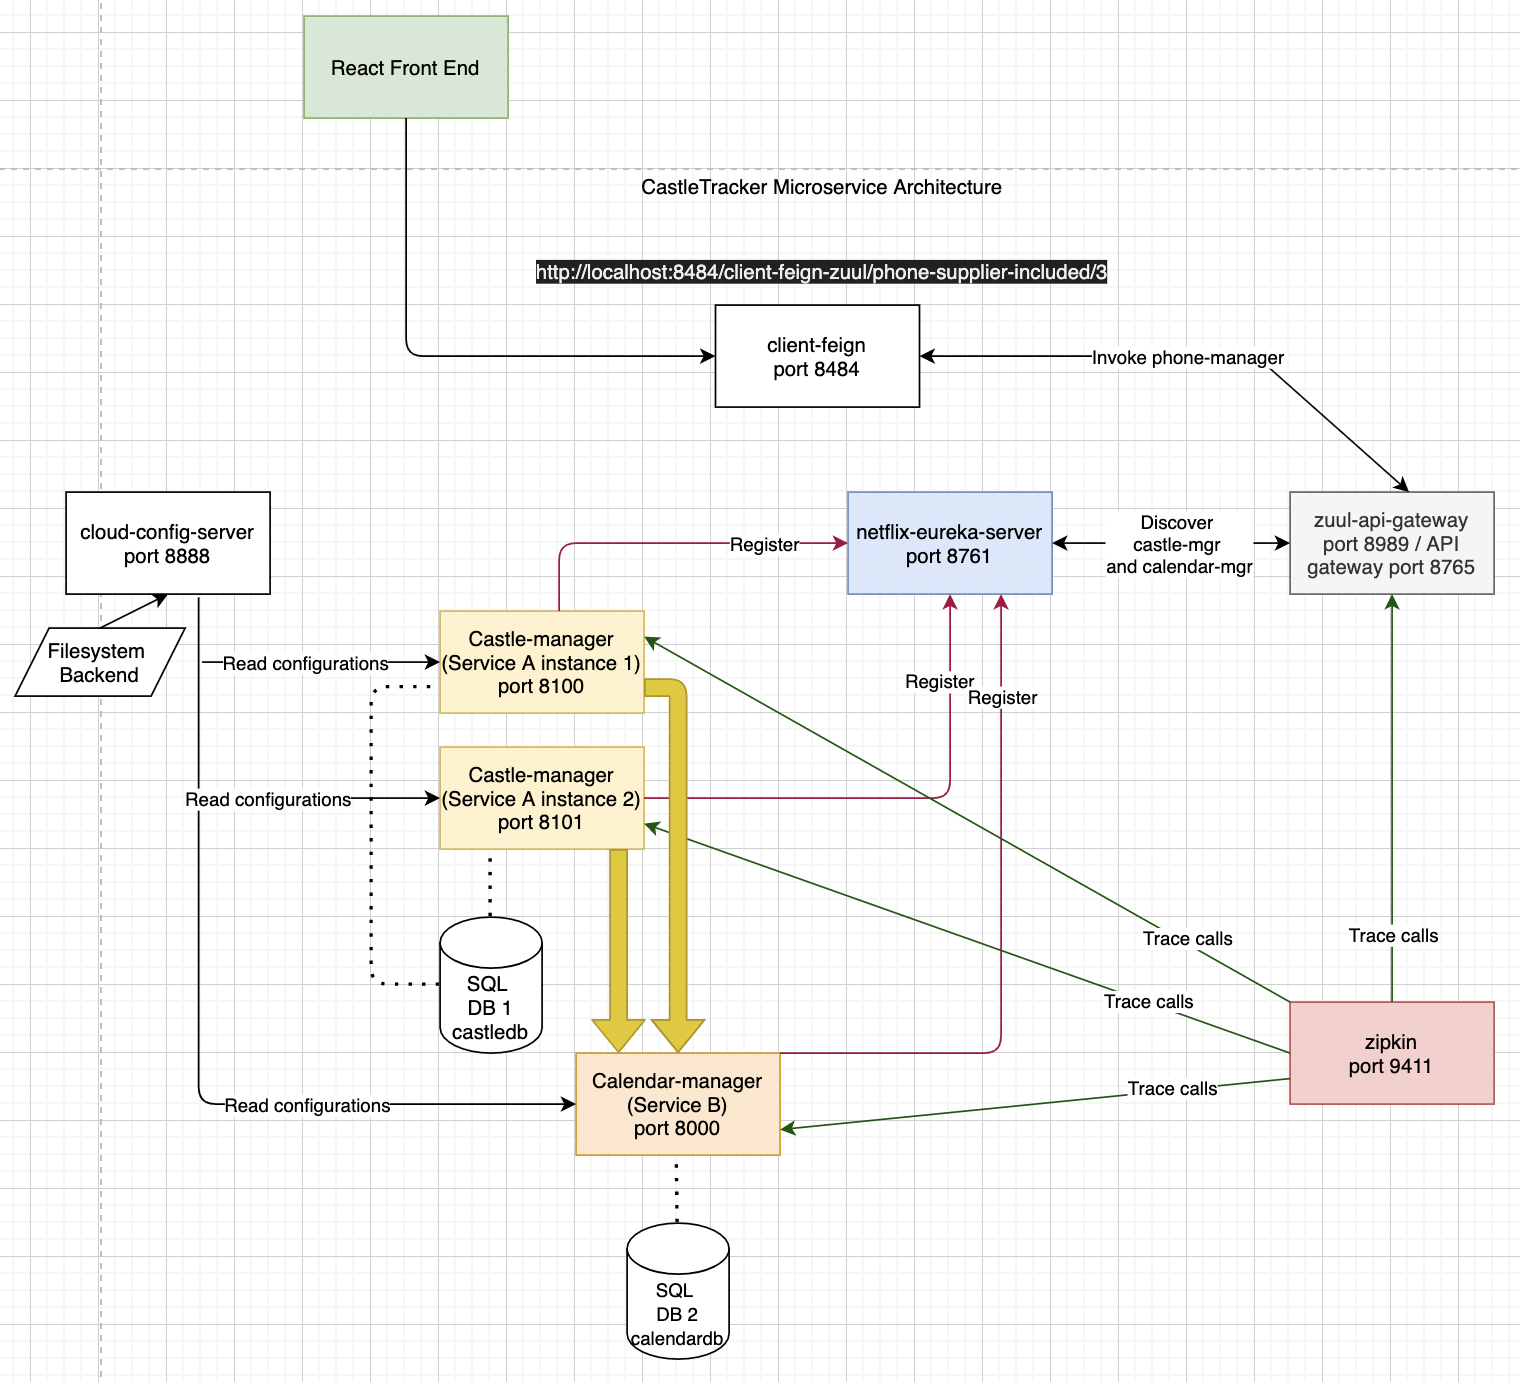 React Front End
CastleTracker Microservice Architecture
http://localhost:8484/client-feign-zuul/phone-supplier-included/3
client-feign
port 8484
Invoke phone-manager
cloud-config-server
port 8888
netflix-eureka-server
port 8761
Discover
castle-mgr
and calendar-mgr
zuul-api-gateway
port 8989 / API
gateway port 8765
Register
Filesystem
Backend
Read configurations
Castle-manager
(Service A instance 1)
port 8100
Register
Register
Read configurations
Castle-manager
(Service A instance 2)
port 8101
Trace calls
Trace calls
Trace calls
SQL
DB 1
castledb
zipkin
port 9411
Read configurations
Calendar-manager
(Service B)
port 8000
Trace calls
SQL
DB 2
calendardb